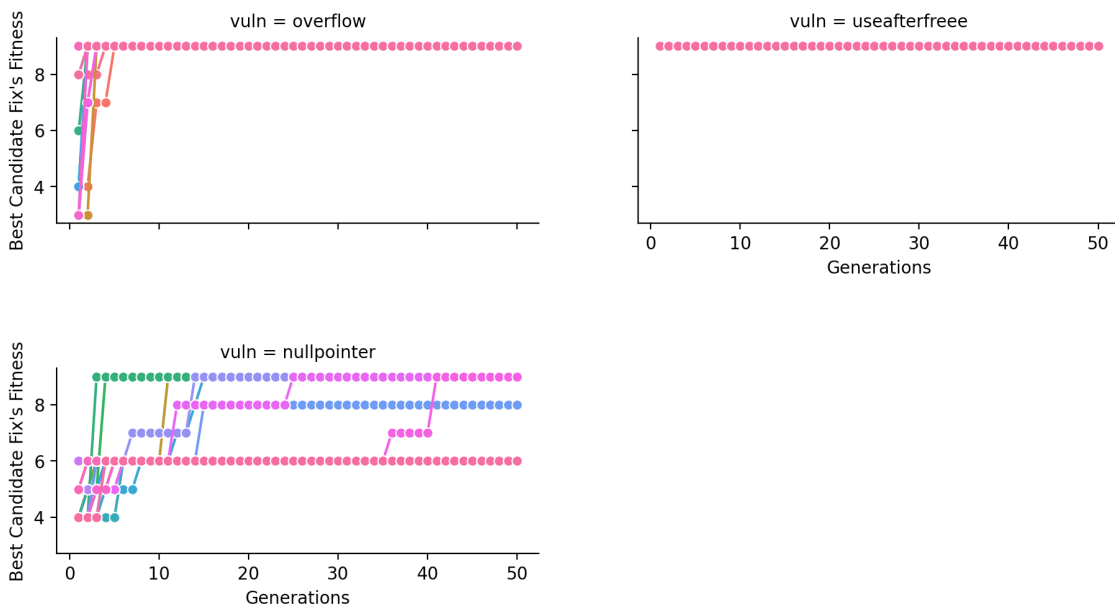 vuln = overflow
Best Candidate Fix's Fitness
8
6
4
vuln = useafterfreee
0 10 20 30 40 50
Generations
vuln = nullpointer
Best Candidate Fix's Fitness
8
6
4
0 10 20 30 40 50
Generations